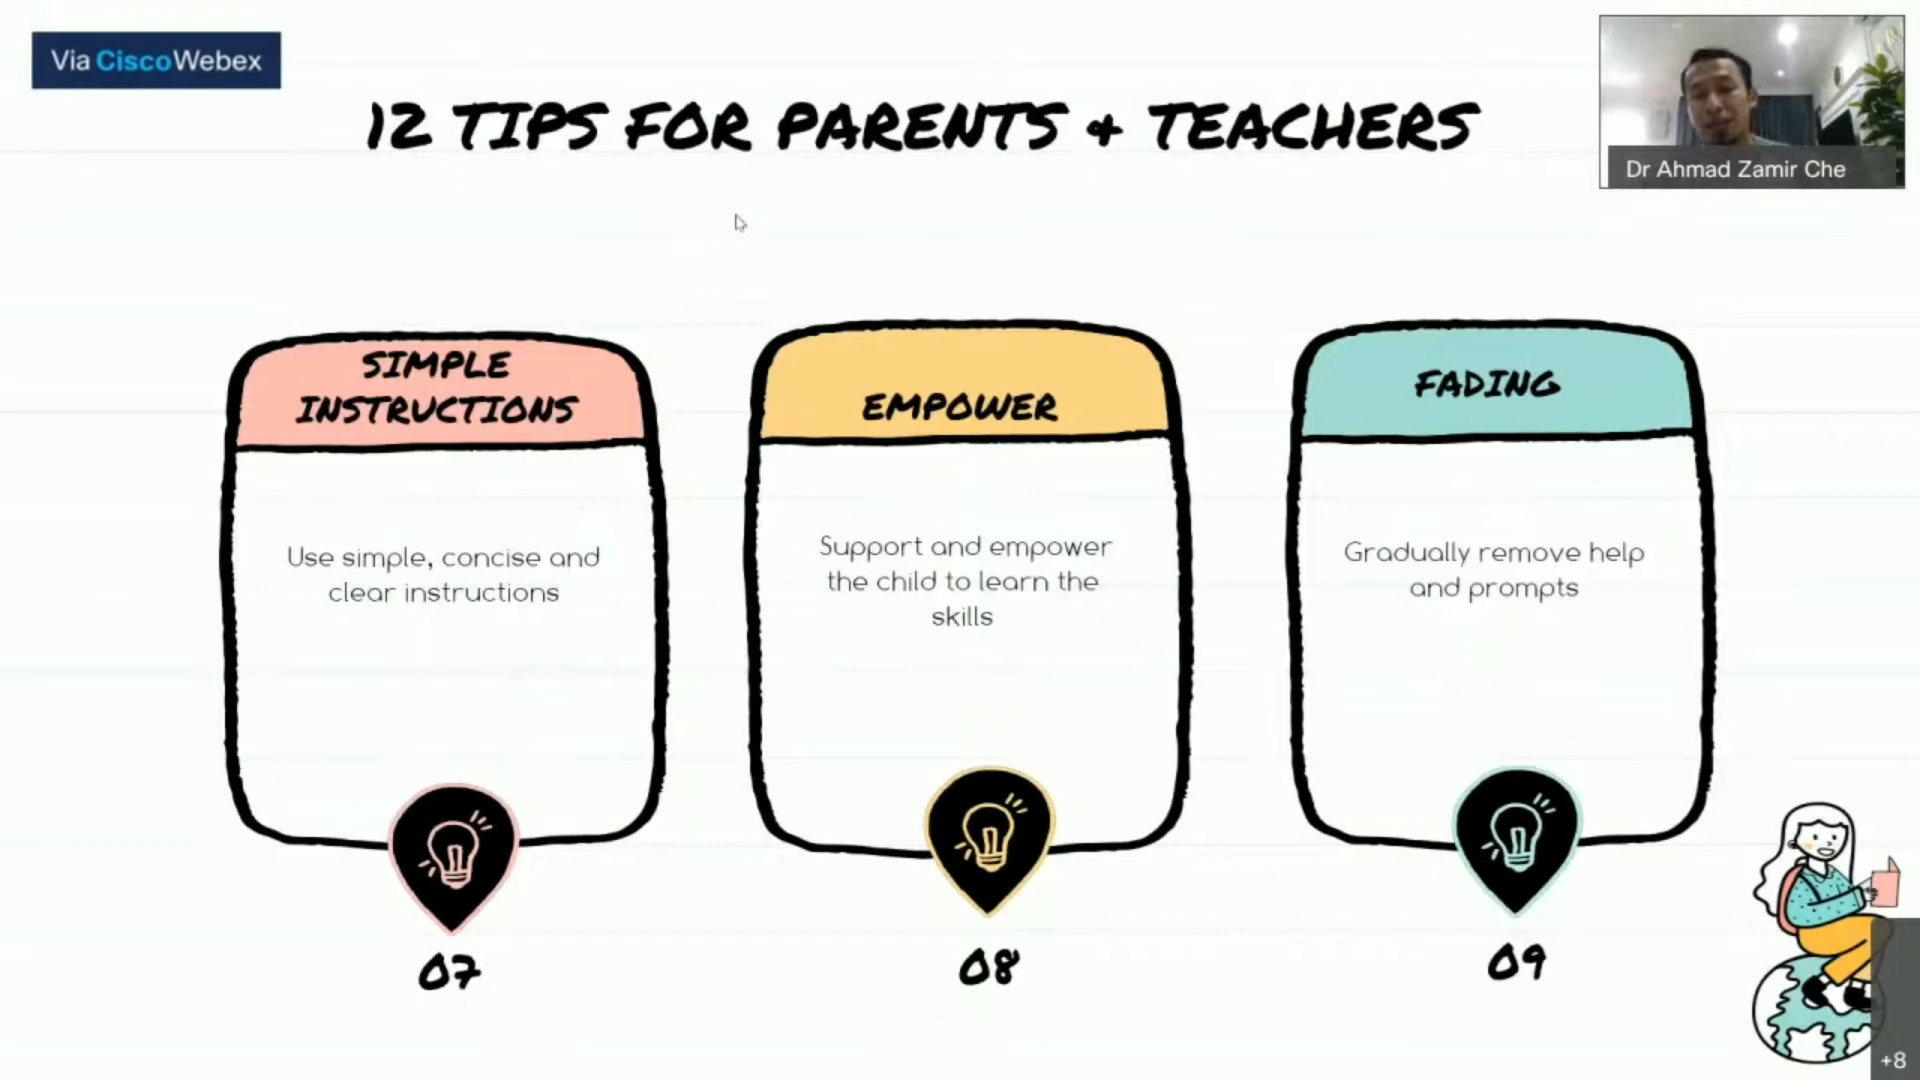 Via CiscoWebex
12 TIPS FOR PARENTS & TEACHERS
Dr Ahmad Zamir Che
SIMPLE
INSTRUCTIONS
Use simple, concise and
clear instructions
07
EMPOWER
Support and empower
the child to learn the
skills
08
FADING
Gradually remove help
and prompts
09
+8